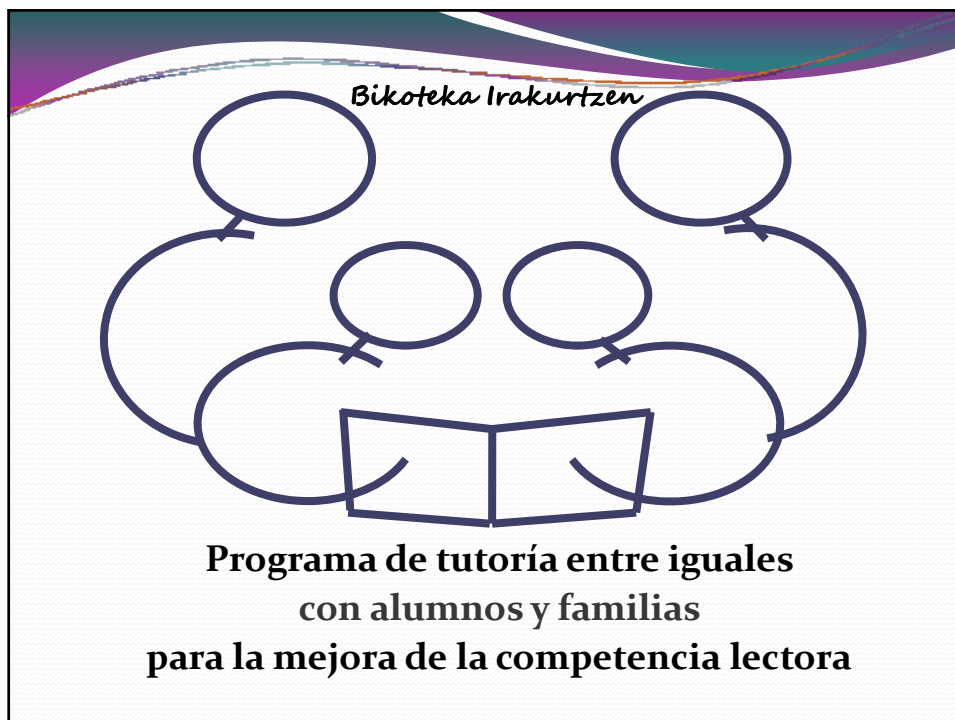 Bikoteka Irakurtzen
Programa de tutoría entre iguales
con alumnos y familias
para la mejora de la competencia lectora